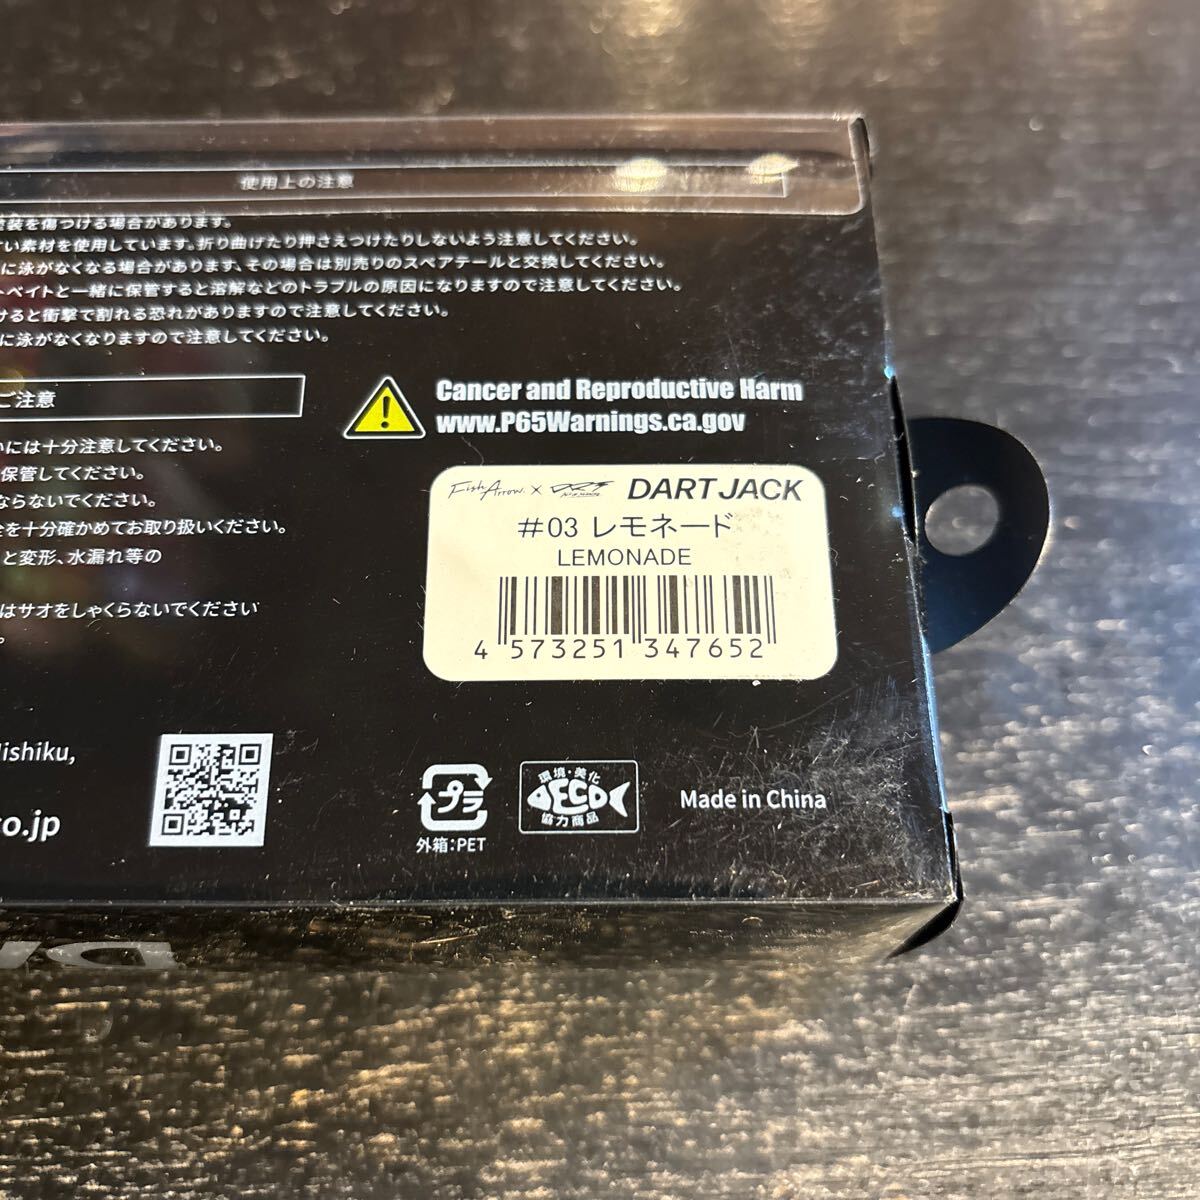 使用上の注意
塗装を傷つける場合があります。
すい素材を使用しています。折り曲げたり押さえつけたりしないよう注意してください。
に泳がなくなる場合があります、その場合は別売りのスペアテールと交換してください。
トベイトと一緒に保管すると溶解などのトラブルの原因になりますので注意してください。
けると衝撃で割れる恐れがありますので注意してください。
に泳がなくなりますので注意してください。
ご注意
Cancer and Reproductive Harm
www.P65Warnings.ca.gov
いには十分注意してください。
保管してください。
ならないでください。
全を十分確かめてお取り扱いください。
と変形、水漏れ等の
はサオをしゃくらないでください
。
Fish Arrow. × DRT DART JACK
#03 レモネード
LEMONADE
4 573251 347652
Nishiku,
co.jp
プラ
外箱:PET
環境・美化
ECO
協力商品
Made in China